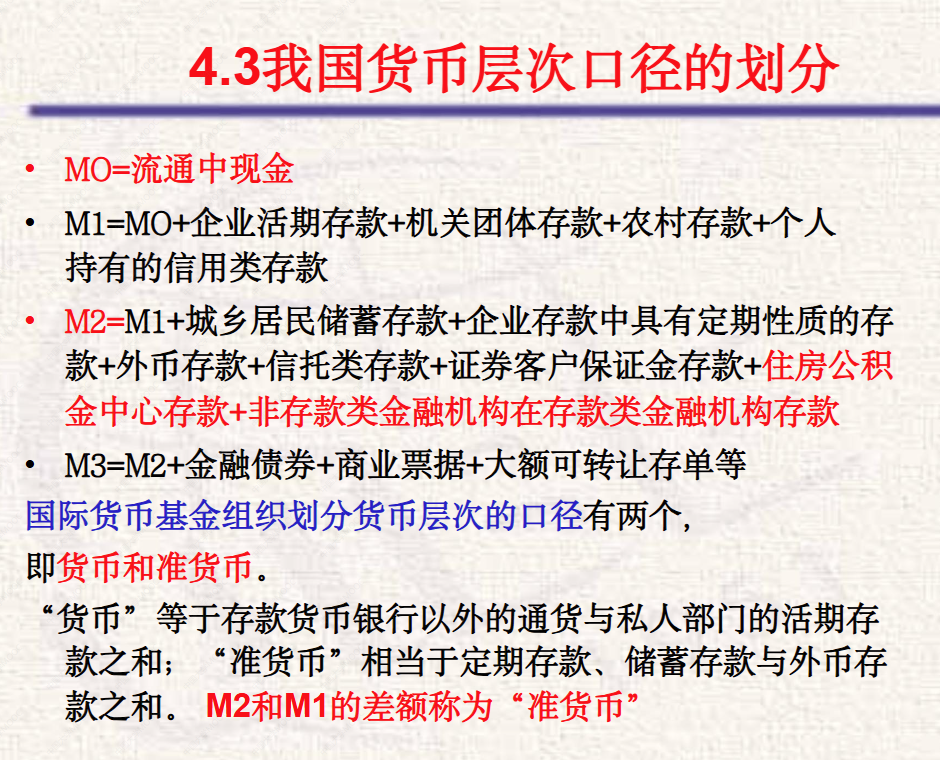 4.3我国货币层次口径的划分
• MO=流通中现金
• M1=MO+企业活期存款+机关团体存款+农村存款+个人
持有的信用类存款
• M2=M1+城乡居民储蓄存款+企业存款中具有定期性质的存
款+外币存款+信托类存款+证券客户保证金存款+住房公积
金中心存款+非存款类金融机构在存款类金融机构存款
• M3=M2+金融债券+商业票据+大额可转让存单等
国际货币基金组织划分货币层次的口径有两个,
即货币和准货币。
“货币”等于存款货币银行以外的通货与私人部门的活期存
款之和；“准货币”相当于定期存款、储蓄存款与外币存
款之和。 M2和M1的差额称为“准货币”